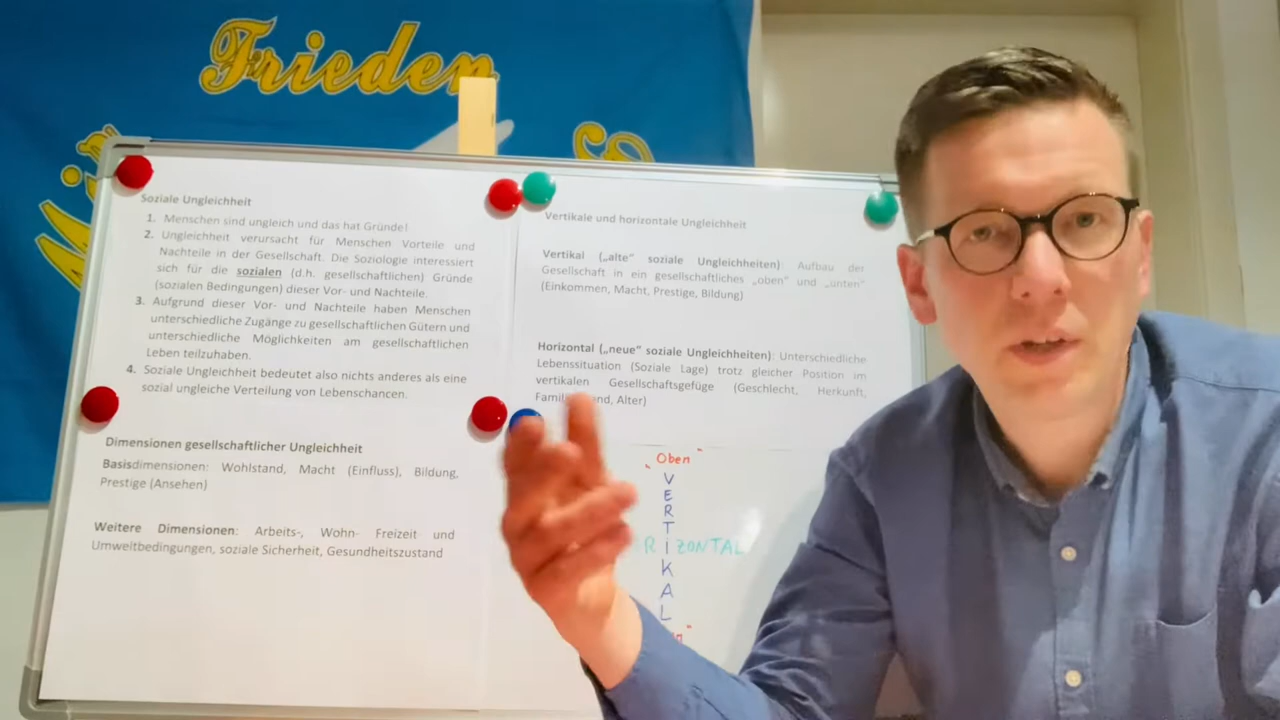 Frieden
Soziale Ungleichheit
1. Menschen sind ungleich und das hat Gründe!
2. Ungleichheit verursacht für Menschen Vorteile und
Nachteile in der Gesellschaft. Die Soziologie interessiert
sich für die sozialen (d.h. gesellschaftlichen) Gründe
(sozialen Bedingungen) dieser Vor- und Nachteile.
3. Aufgrund dieser Vor- und Nachteile haben Menschen
unterschiedliche Zugänge zu gesellschaftlichen Gütern und
unterschiedliche Möglichkeiten am gesellschaftlichen
Leben teilzuhaben.
4. Soziale Ungleichheit bedeutet also nichts anderes als eine
sozial ungleiche Verteilung von Lebenschancen.
Dimensionen gesellschaftlicher Ungleichheit
Basisdimensionen: Wohlstand, Macht (Einfluss), Bildung,
Prestige (Ansehen)
Weitere Dimensionen: Arbeits-, Wohn- Freizeit und
Umweltbedingungen, soziale Sicherheit, Gesundheitszustand
Vertikale und horizontale Ungleichheit
Vertikal („alte“ soziale Ungleichheiten): Aufbau der
Gesellschaft in ein gesellschaftliches „oben“ und „unten“
(Einkommen, Macht, Prestige, Bildung)
Horizontal („neue“ soziale Ungleichheiten): Unterschiedliche
Lebenssituation (Soziale Lage) trotz gleicher Position im
vertikalen Gesellschaftsgefüge (Geschlecht, Herkunft,
Alter)
"Oben"
VERTIKAL
RIZONTAL